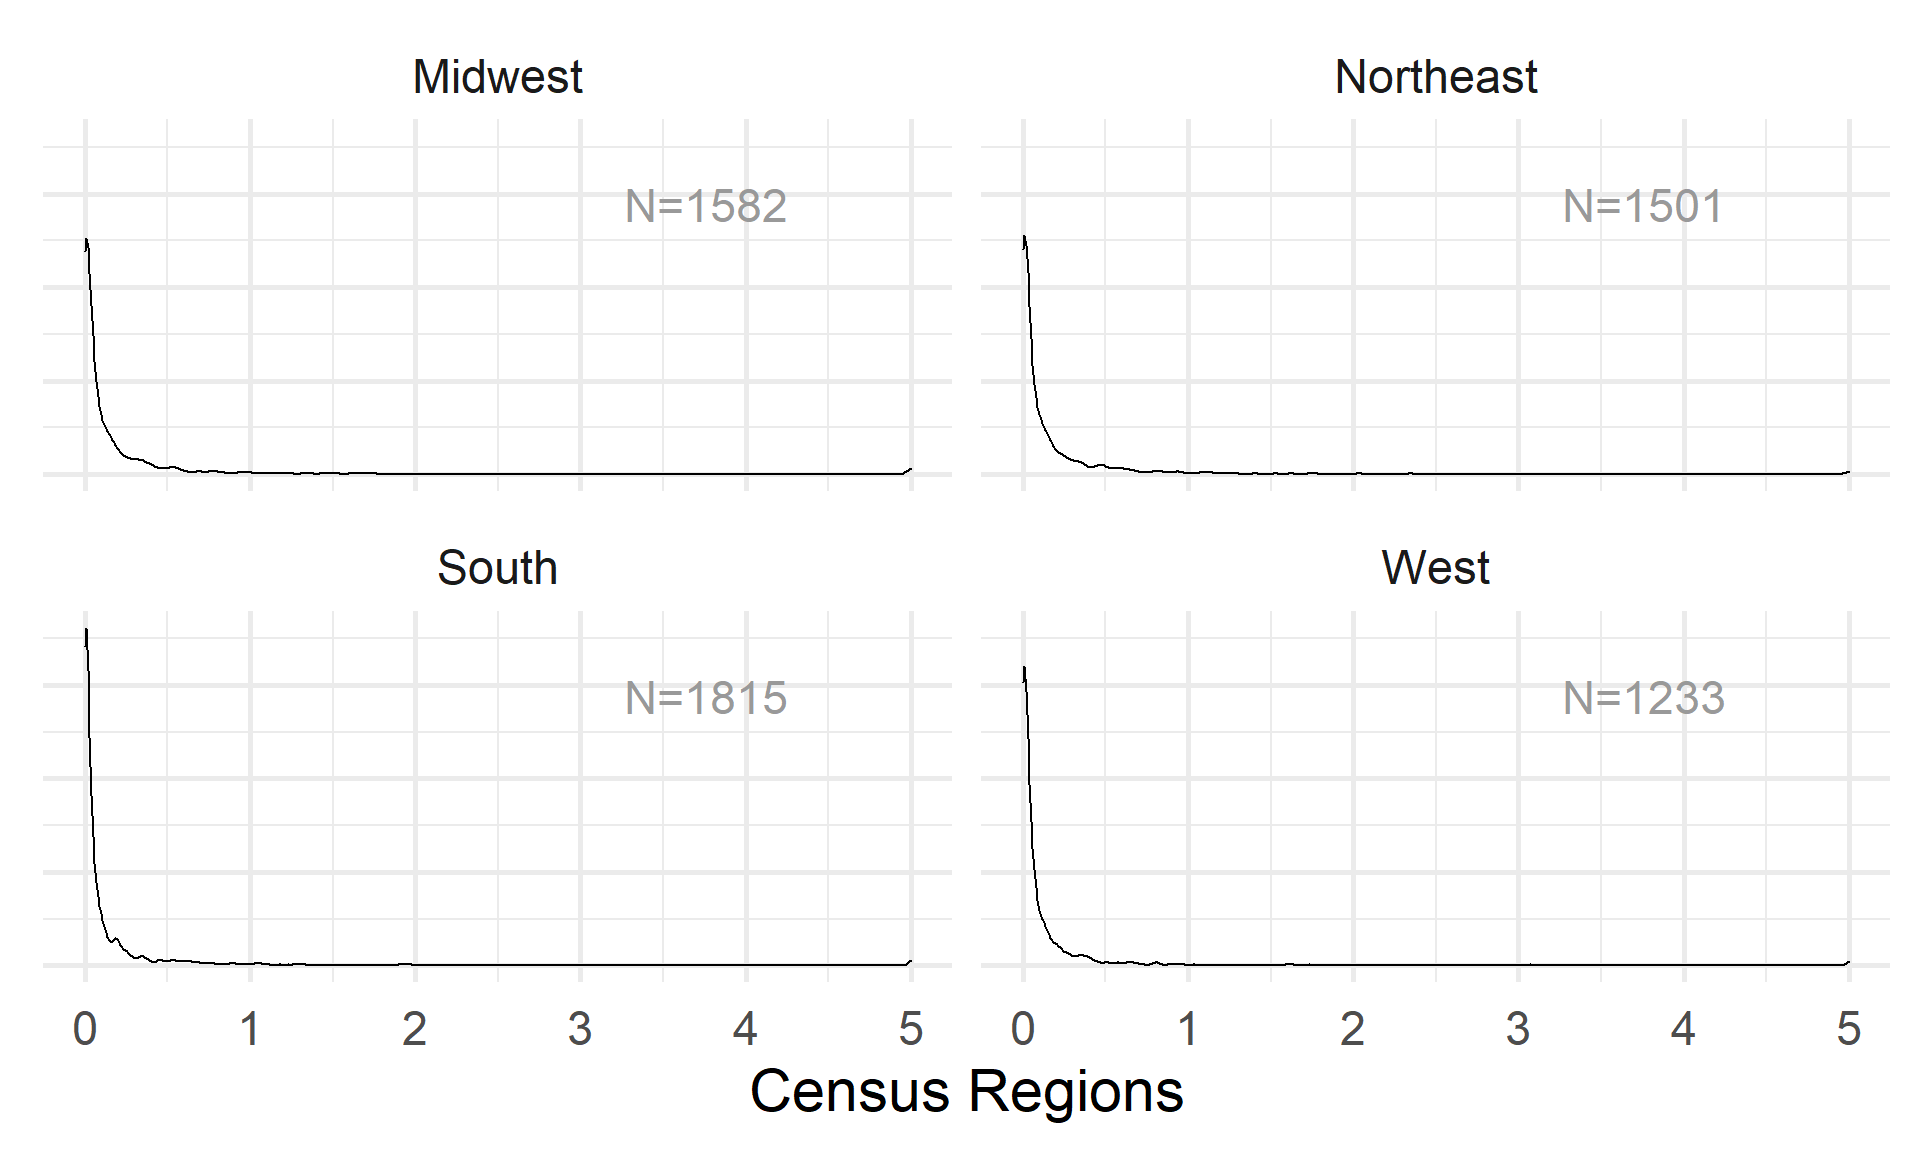 Midwest
Northeast
N=1582
N=1501
South
West
N=1815
N=1233
0 1 2 3 4 5 0 1 2 3 4 5
Census Regions